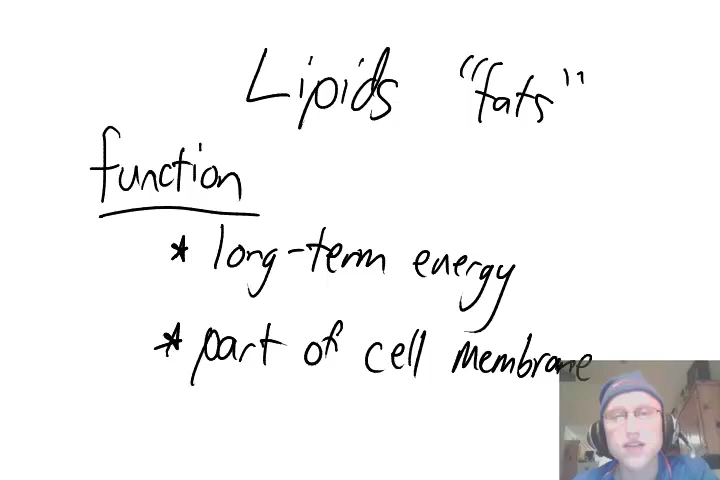 Lipids "fats"
function
* long-term energy
* part of cell membrane